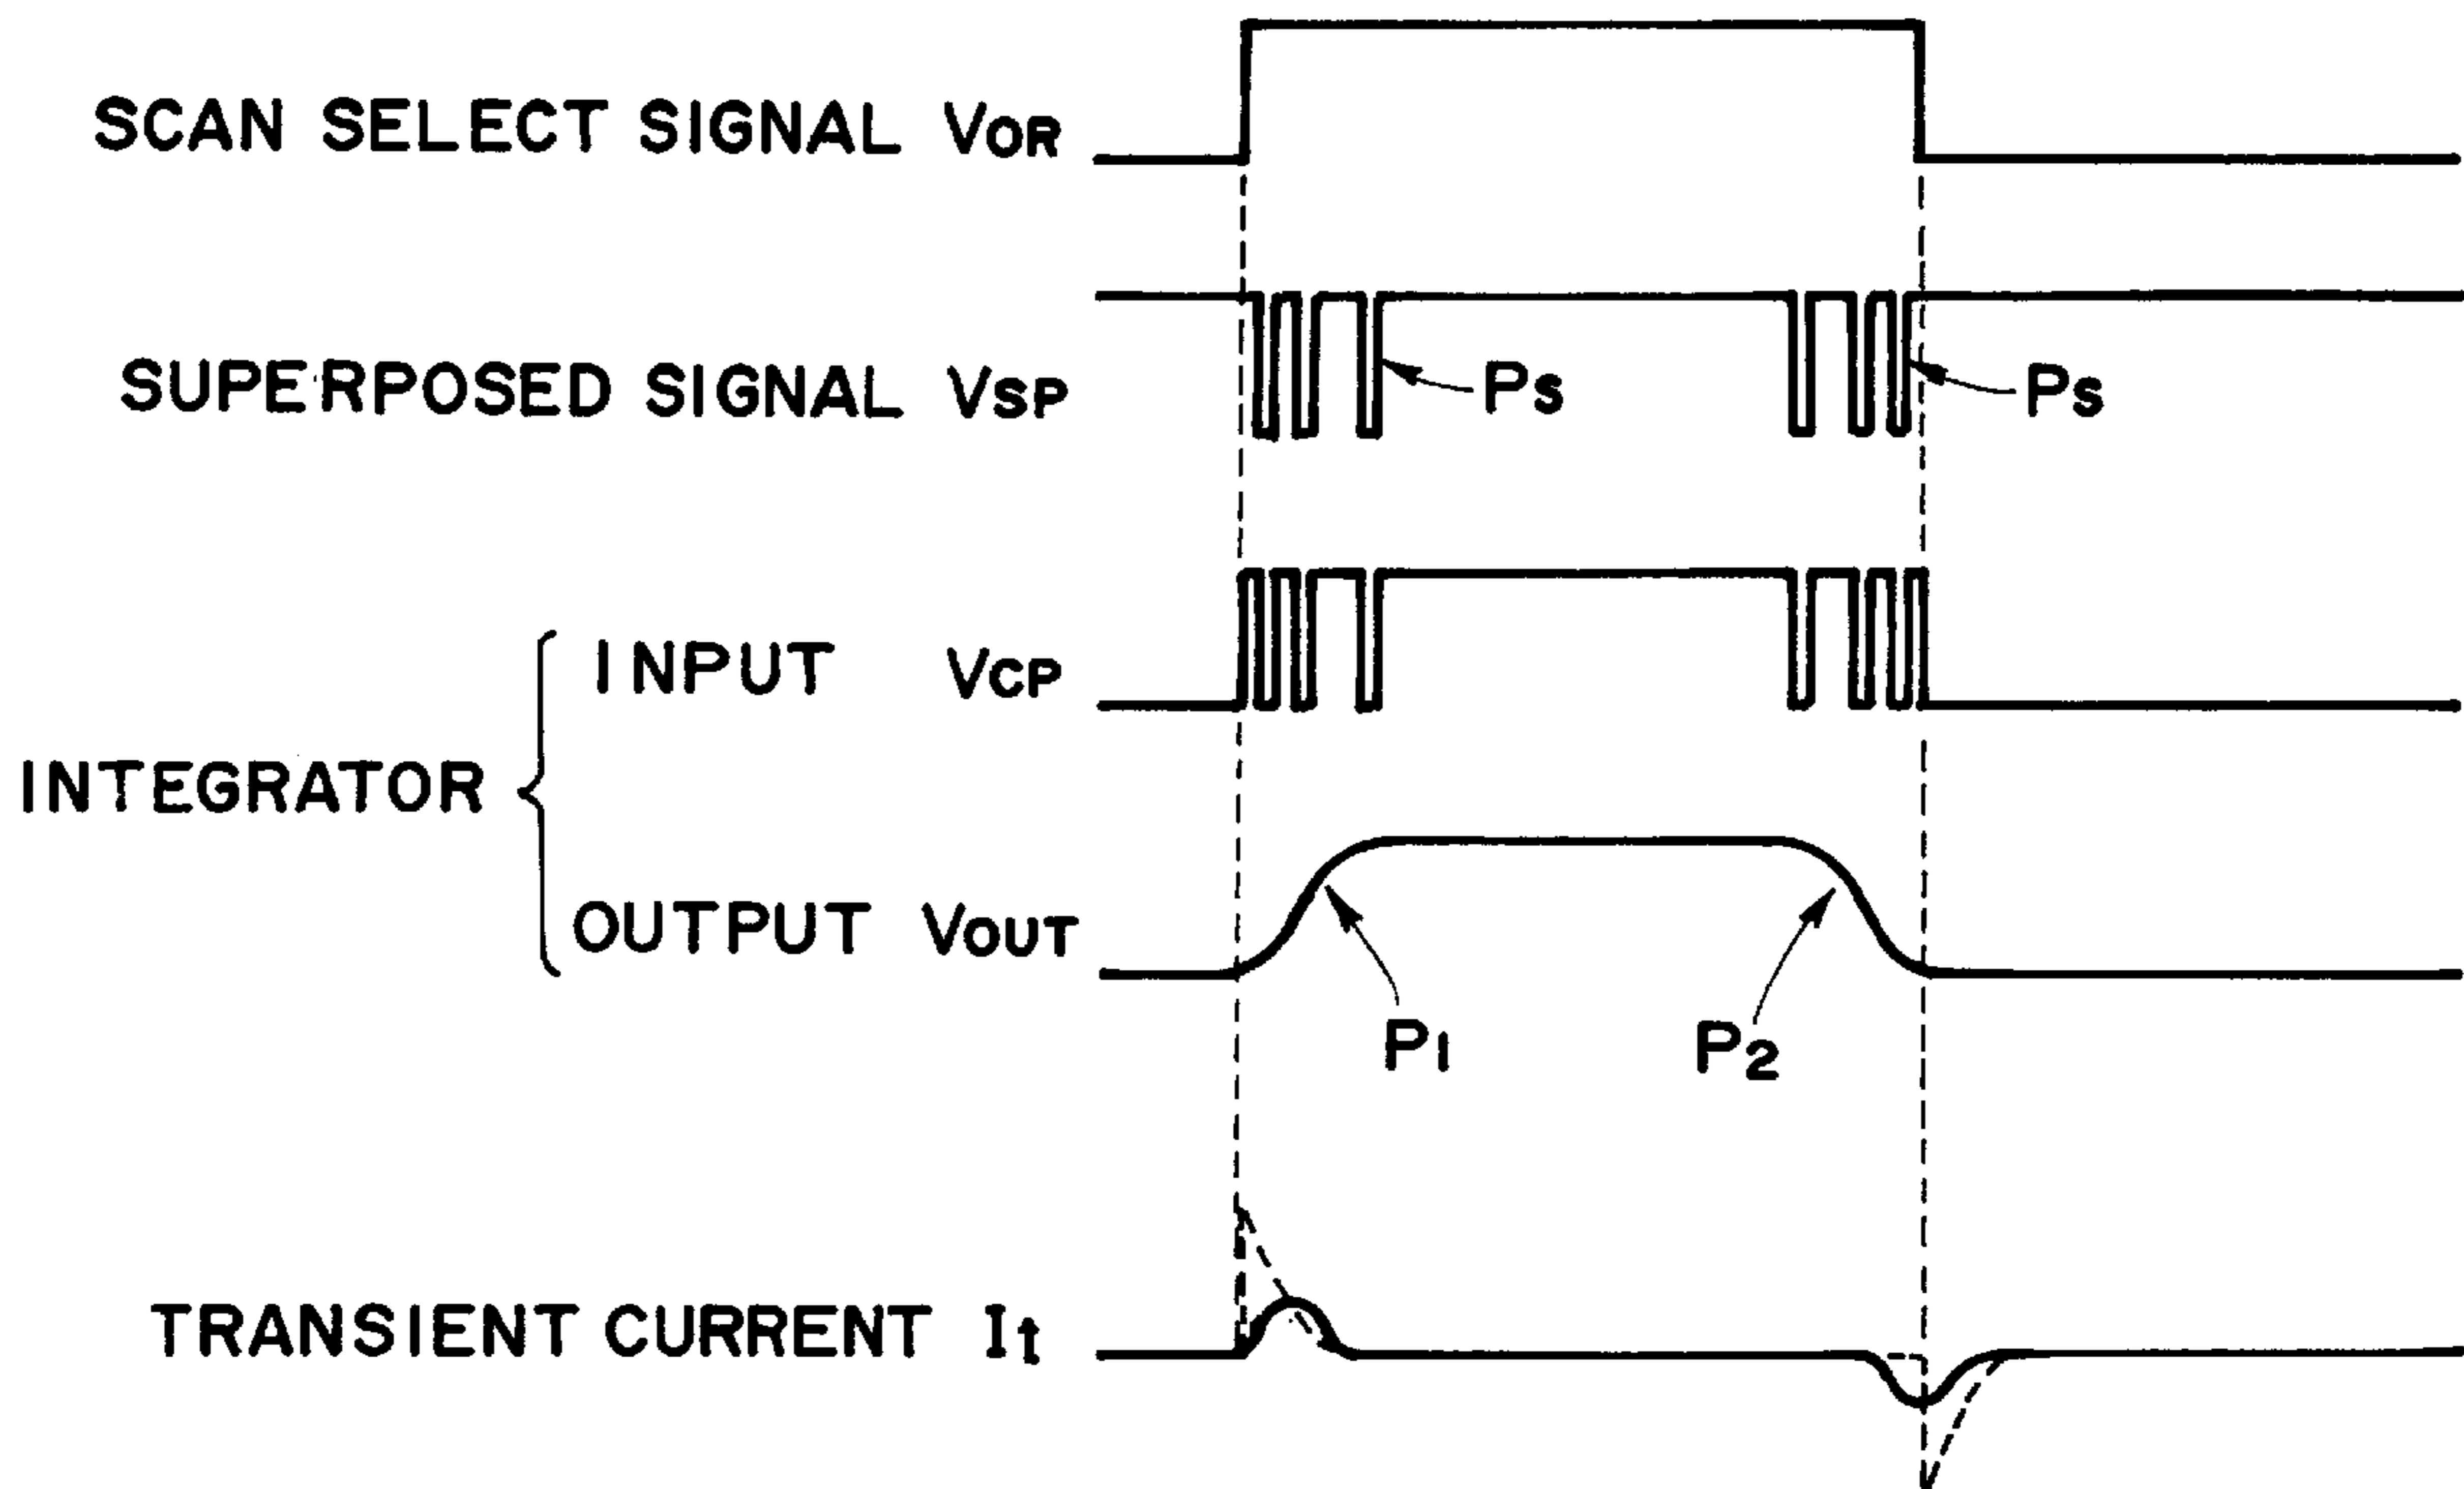 SCAN SELECT SIGNAL VOR
SUPERPOSED SIGNAL VSP
PS
PS
INPUT VCP
INTEGRATOR
OUTPUT VOUT
P1
P2
TRANSIENT CURRENT It